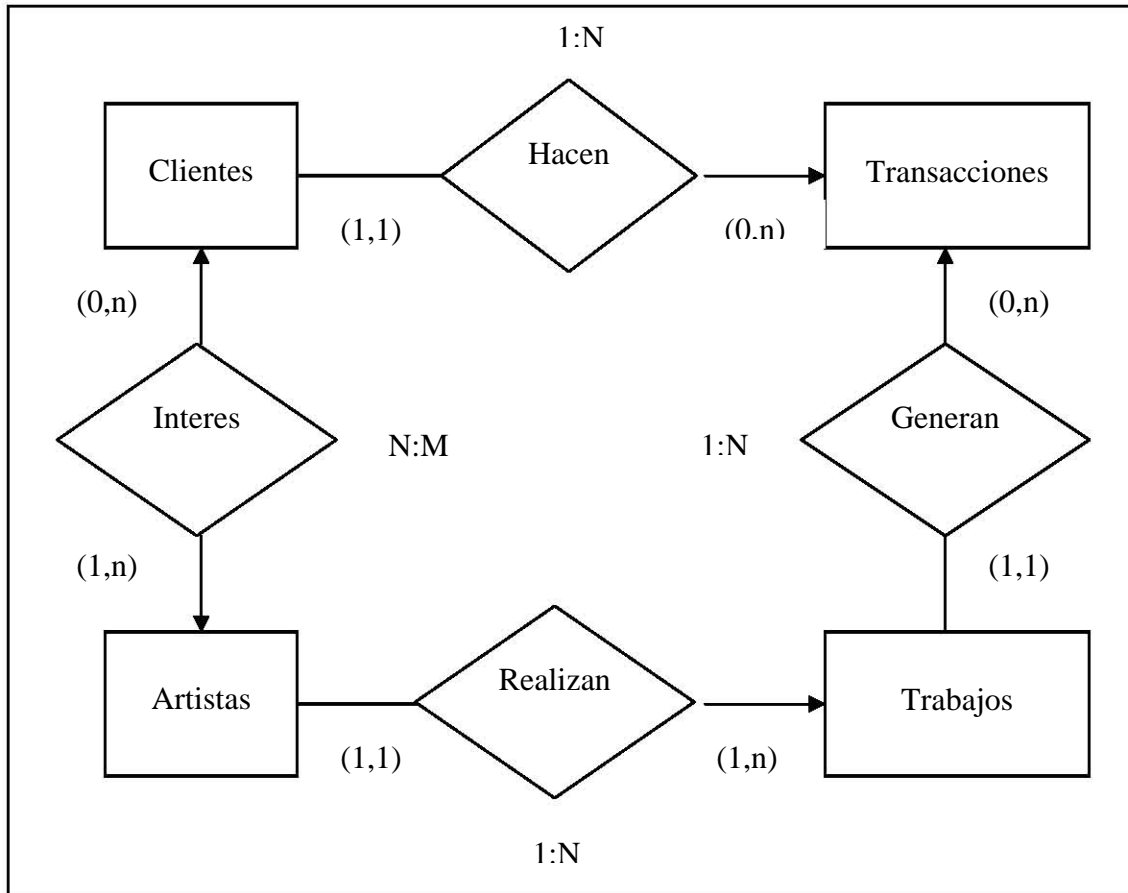 1:N
Clientes
Hacen
Transacciones
(1,1)
(0,n)
(0,n)
(0,n)
Interes
N:M
1:N
Generan
(1,n)
(1,1)
Artistas
Realizan
Trabajos
(1,1)
(1,n)
1:N